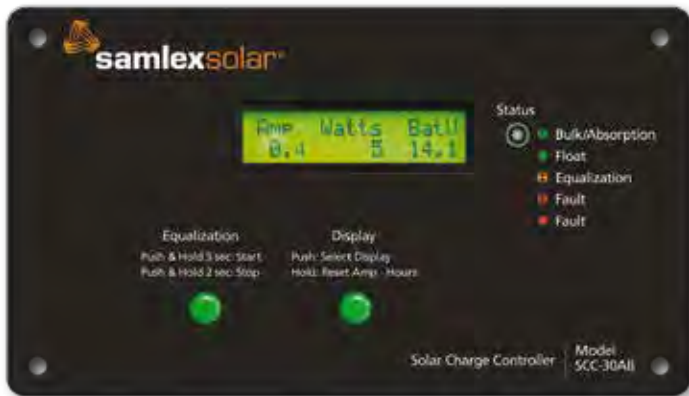 samlexsolar
Amp Watts BatV
0.4 5 14.1
Status
Bulk/Absorption
Float
Equalization
Fault
Fault
Equalization
Push & Hold 5 sec: Start
Push & Hold 2 sec: Stop
Display
Push: Select Display
Hold: Reset Amp - Hours
Solar Charge Controller
Model
SCC-30AB